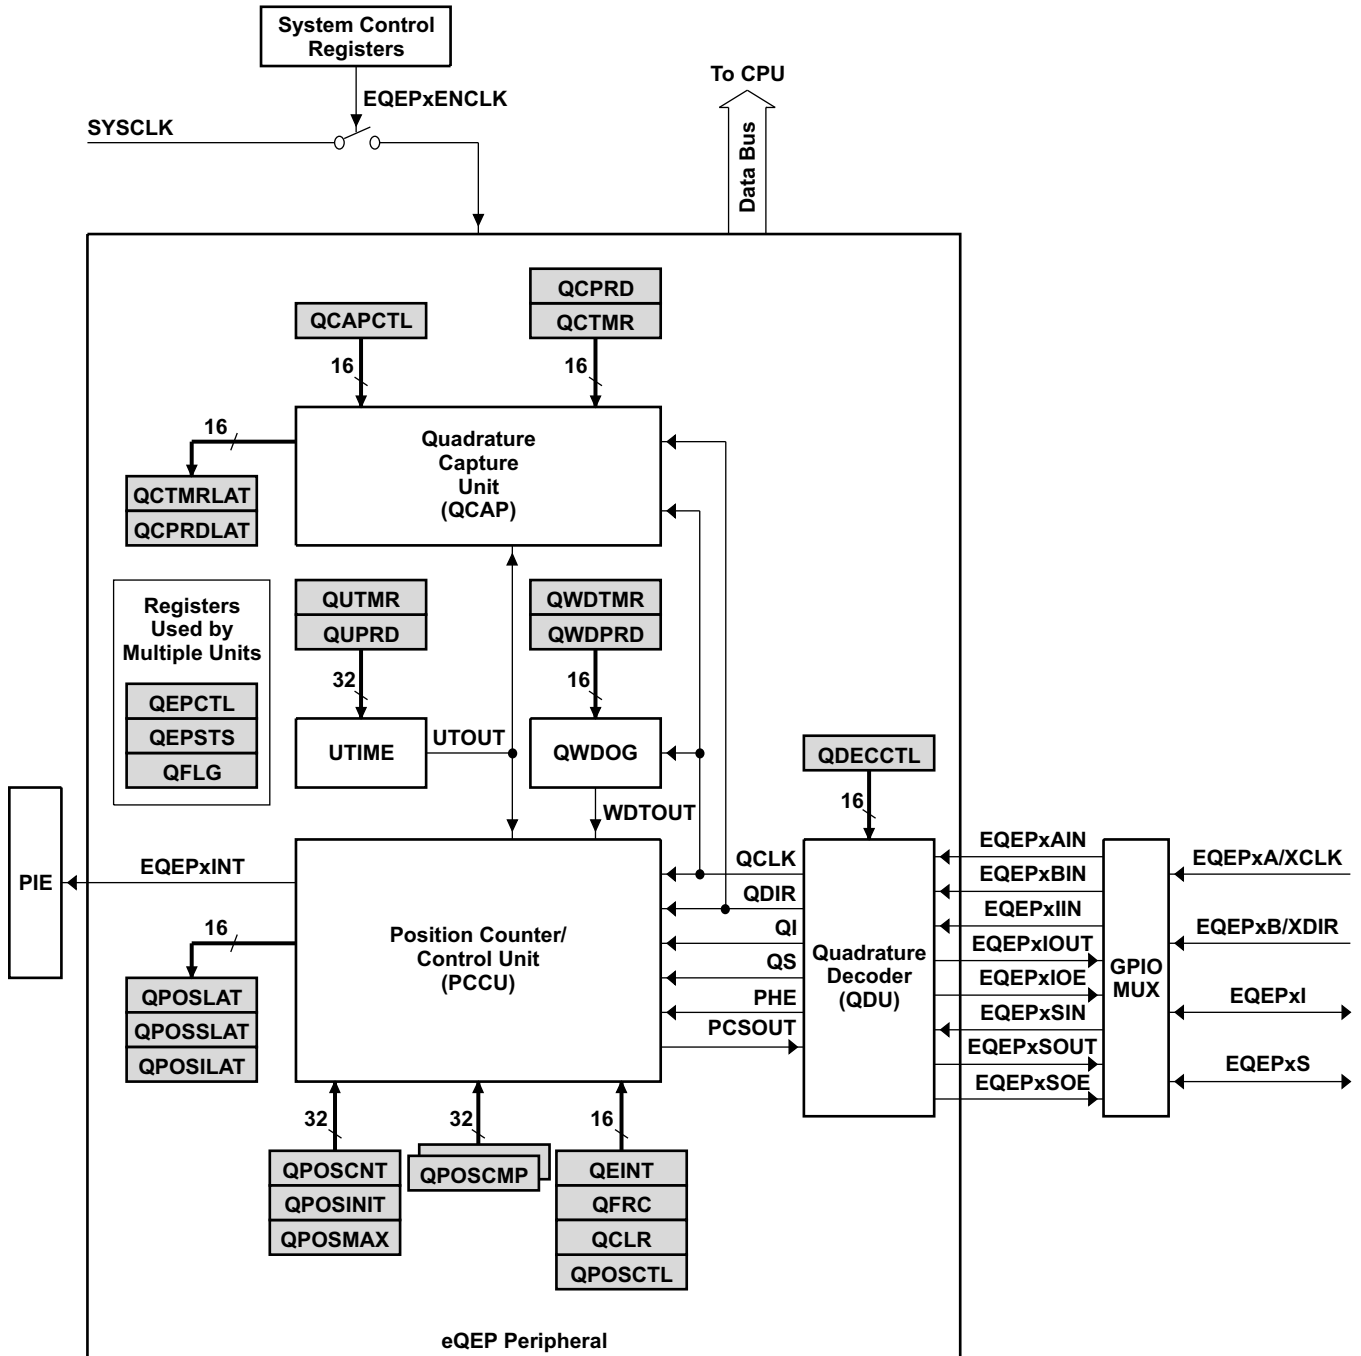 System Control
Registers
To CPU
EQEPxENCLK
SYSCLK
Data Bus
QCPRD
QCAPCTL
QCTMR
16
16
16
Quadrature
Capture
Unit
(QCAP)
QCTMRLAT
QCPRDLAT
Registers
Used by
Multiple Units
QEPCTL
QEPSTS
QFLG
QUTMR
QUPRD
QWDTMR
QWDPRD
32
16
UTIME
UTOUT
QWDOG
QDECCTL
WDTOUT
16
PIE
EQEPxINT
16
QPOSLAT
QPOSSLAT
QPOSILAT
Position Counter/
Control Unit
(PCCU)
QCLK
QDIR
QI
QS
PHE
PCSOUT
Quadrature
Decoder
(QDU)
EQEPxAIN
EQEPxBIN
EQEPxIIN
EQEPxIOUT
EQEPxIOE
EQEPxSIN
EQEPxSOUT
EQEPxSOE
GPIO
MUX
EQEPxA/XCLK
EQEPxB/XDIR
EQEPxI
EQEPxS
32
32
16
QPOSCNT
QPOSINIT
QPOSMAX
QPOSCMP
QEINT
QFRC
QCLR
QPOSCTL
eQEP Peripheral